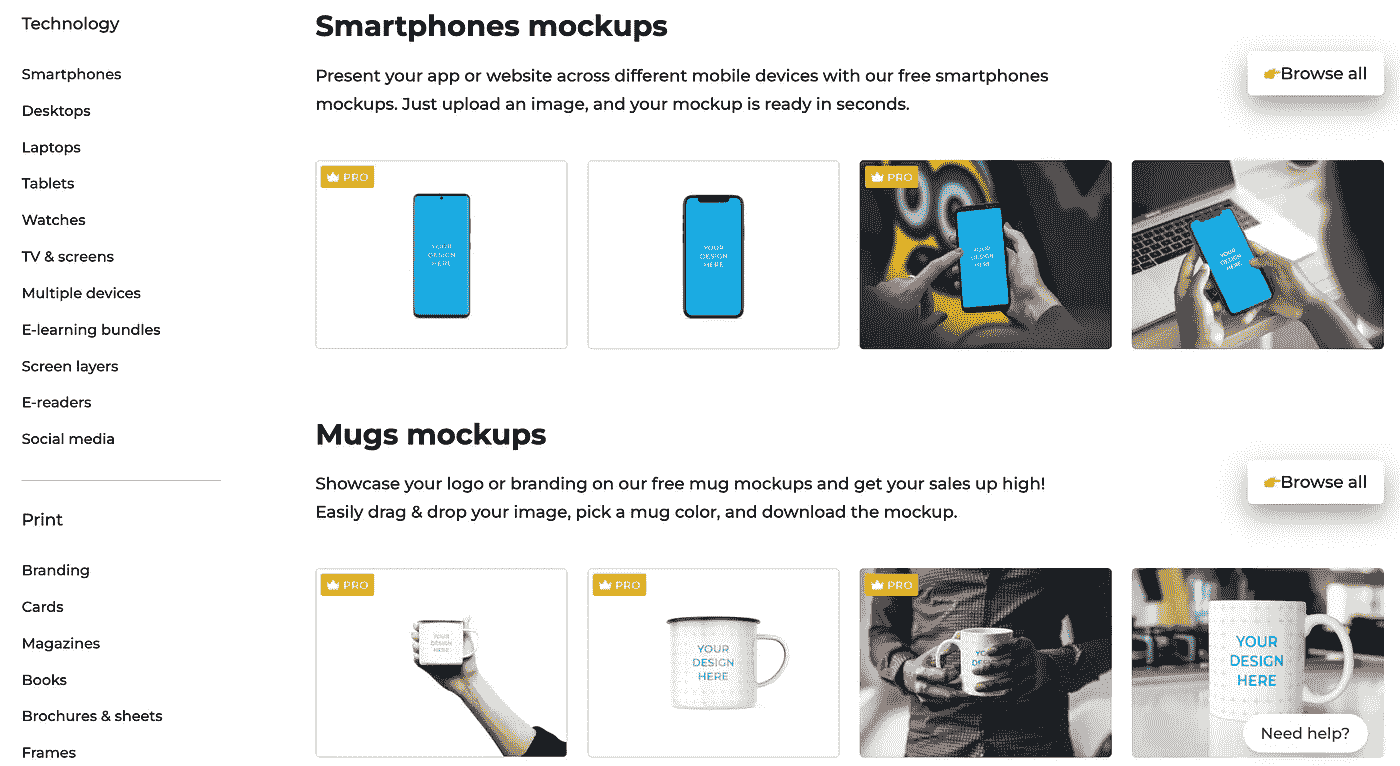 Technology
Smartphones
Desktops
Laptops
Tablets
Watches
TV & screens
Multiple devices
E-learning bundles
Screen layers
E-readers
Social media
Print
Branding
Cards
Magazines
Books
Brochures & sheets
Frames
Smartphones mockups
Present your app or website across different mobile devices with our free smartphones
mockups. Just upload an image, and your mockup is ready in seconds.
Browse all
PRO
YOUR
DESIGN
HERE
YOUR
DESIGN
HERE
PRO
YOUR
DESIGN
HERE
YOUR
DESIGN
HERE
Mugs mockups
Showcase your logo or branding on our free mug mockups and get your sales up high!
Easily drag & drop your image, pick a mug color, and download the mockup.
Browse all
PRO
YOUR
DESIGN
HERE
PRO
YOUR
DESIGN
HERE
PRO
YOUR
DESIGN
HERE
Need help?